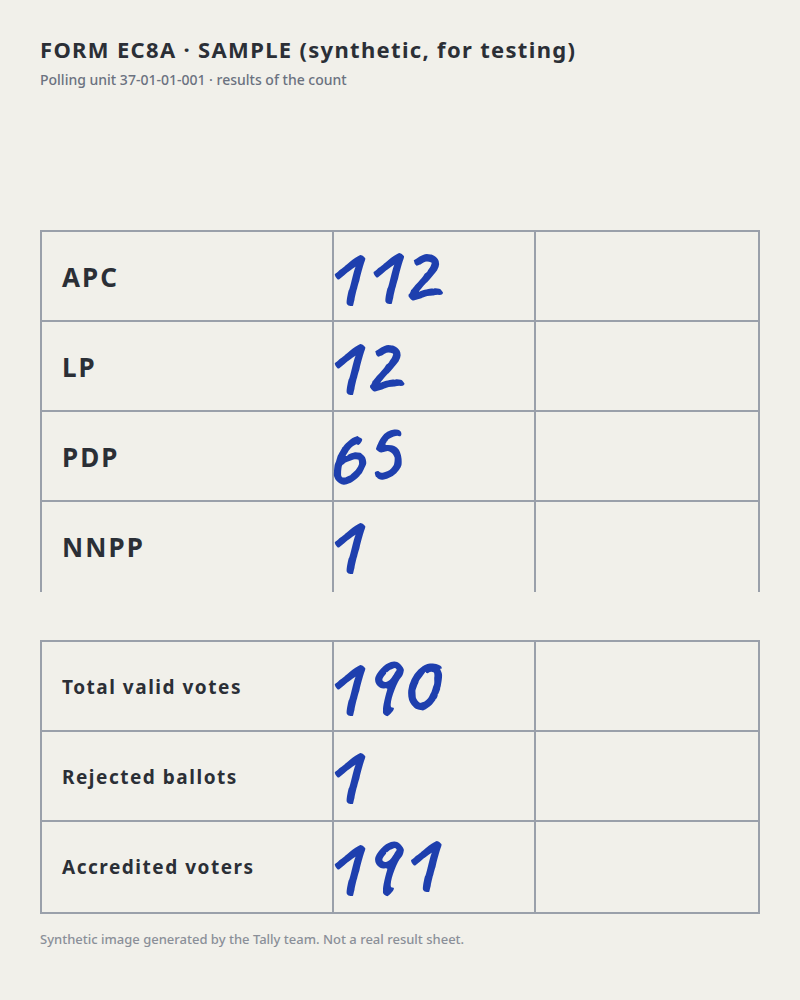 FORM EC8A · SAMPLE (synthetic, for testing)
Polling unit 37-01-01-001 · results of the count
APC 112
LP 12
PDP 65
NNPP 1
Total valid votes 190
Rejected ballots 1
Accredited voters 191
Synthetic image generated by the Tally team. Not a real result sheet.